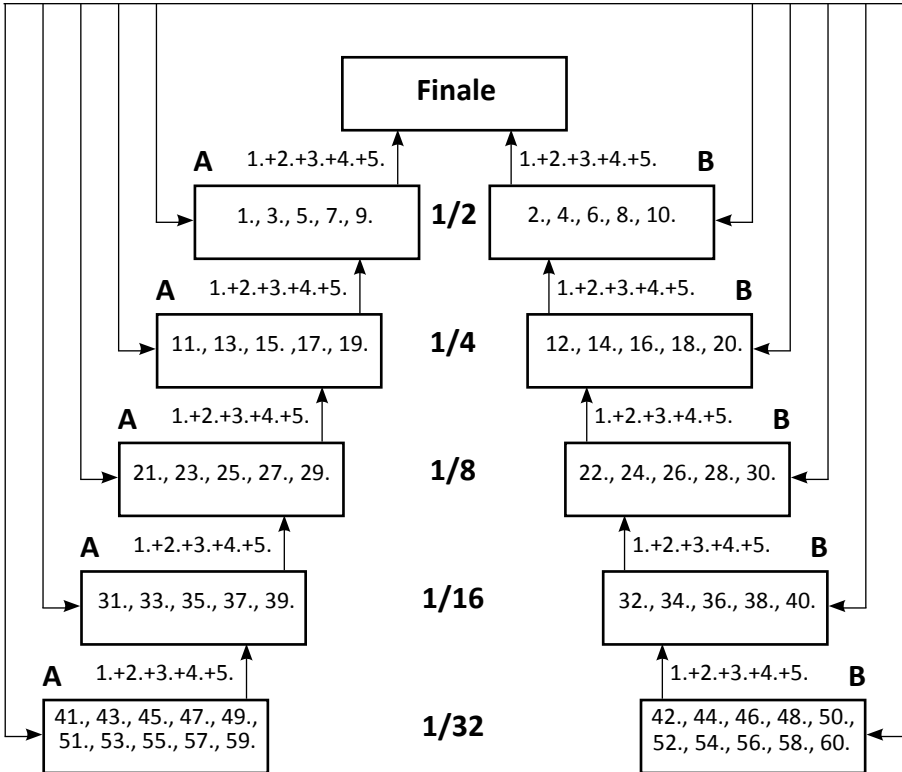 Finale
A 1.+2.+3.+4.+5. 1.+2.+3.+4.+5. B
1., 3., 5., 7., 9. 1/2 2., 4., 6., 8., 10.
A 1.+2.+3.+4.+5. 1.+2.+3.+4.+5. B
11., 13., 15. ,17., 19. 1/4 12., 14., 16., 18., 20.
A 1.+2.+3.+4.+5. 1.+2.+3.+4.+5. B
21., 23., 25., 27., 29. 1/8 22., 24., 26., 28., 30.
A 1.+2.+3.+4.+5. 1.+2.+3.+4.+5. B
31., 33., 35., 37., 39. 1/16 32., 34., 36., 38., 40.
A 1.+2.+3.+4.+5. 1.+2.+3.+4.+5. B
41., 43., 45., 47., 49.,
51., 53., 55., 57., 59.
1/32
42., 44., 46., 48., 50.,
52., 54., 56., 58., 60.